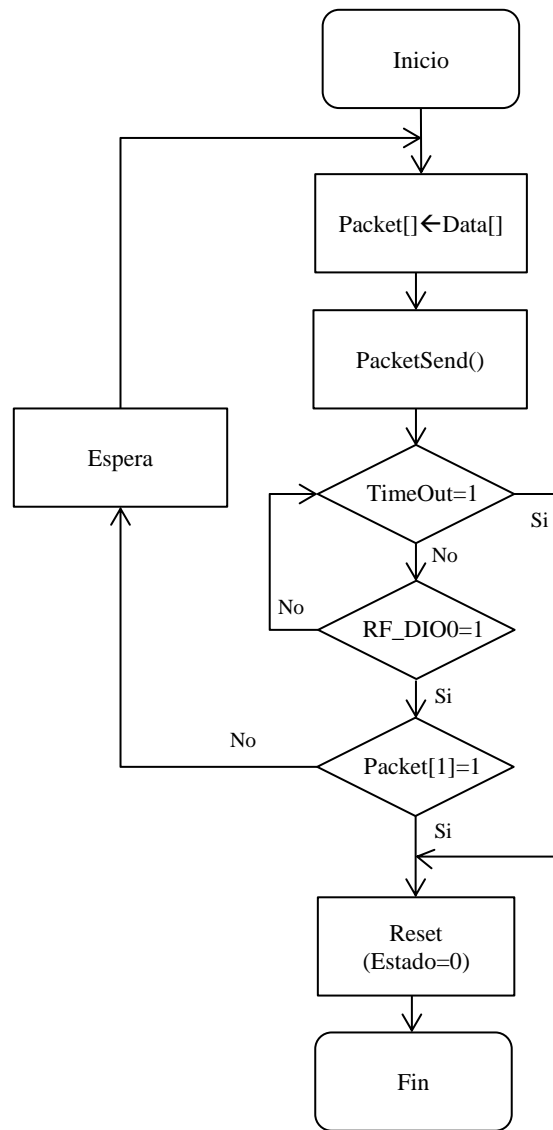 Inicio
Packet[]←Data[]
PacketSend()
Espera
TimeOut=1
Si
No
No
RF_DIO0=1
Si
No
Packet[1]=1
Si
Reset
(Estado=0)
Fin